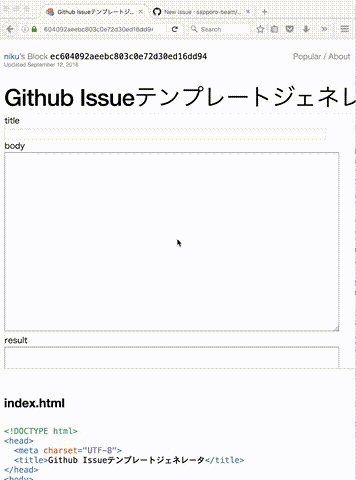 Github Issueテンプレートジ...
New issue · sapporo-beam/...
604092aeebc803c0e72d30ed16dd94
Search
niku's Block ec604092aeebc803c0e72d30ed16dd94
Popular / About
Updated September 12, 2016
Github Issueテンプレートジェネレ
title
body
result
index.html
<!DOCTYPE html>
<head>
<meta charset="UTF-8">
<title>Github Issueテンプレートジェネレータ</title>
</head>
<body>